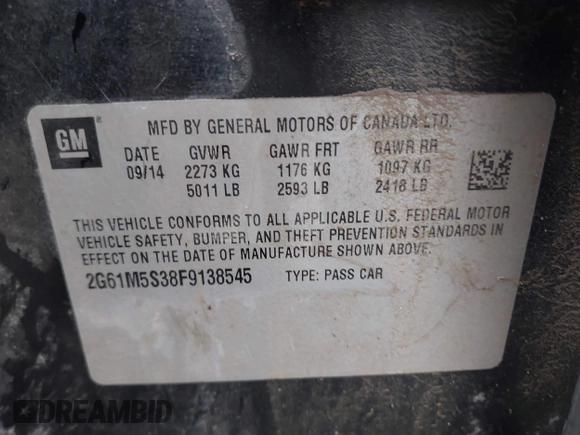 GM
MFD BY GENERAL MOTORS OF CANADA LTD.
DATE GVWR GAWR FRT GAWR RR
09/14 2273 KG 1176 KG 1097 KG
5011 LB 2593 LB 2418 LB
THIS VEHICLE CONFORMS TO ALL APPLICABLE U.S. FEDERAL MOTOR
VEHICLE SAFETY, BUMPER, AND THEFT PREVENTION STANDARDS IN
EFFECT ON THE DATE OF MANUFACTURE SHOWN ABOVE.
2G61M5S38F9138545 TYPE: PASS CAR
DREAMBID